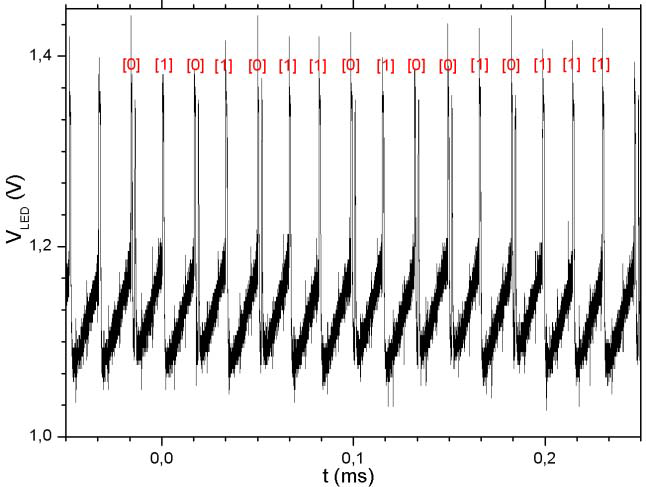 1,4
[0] [1] [0] [1] [0] [1] [1] [0] [1] [0] [0] [1] [0] [1] [1] [1]
V_LED (V)
1,2
1,0
0,0 0,1 0,2
t (ms)